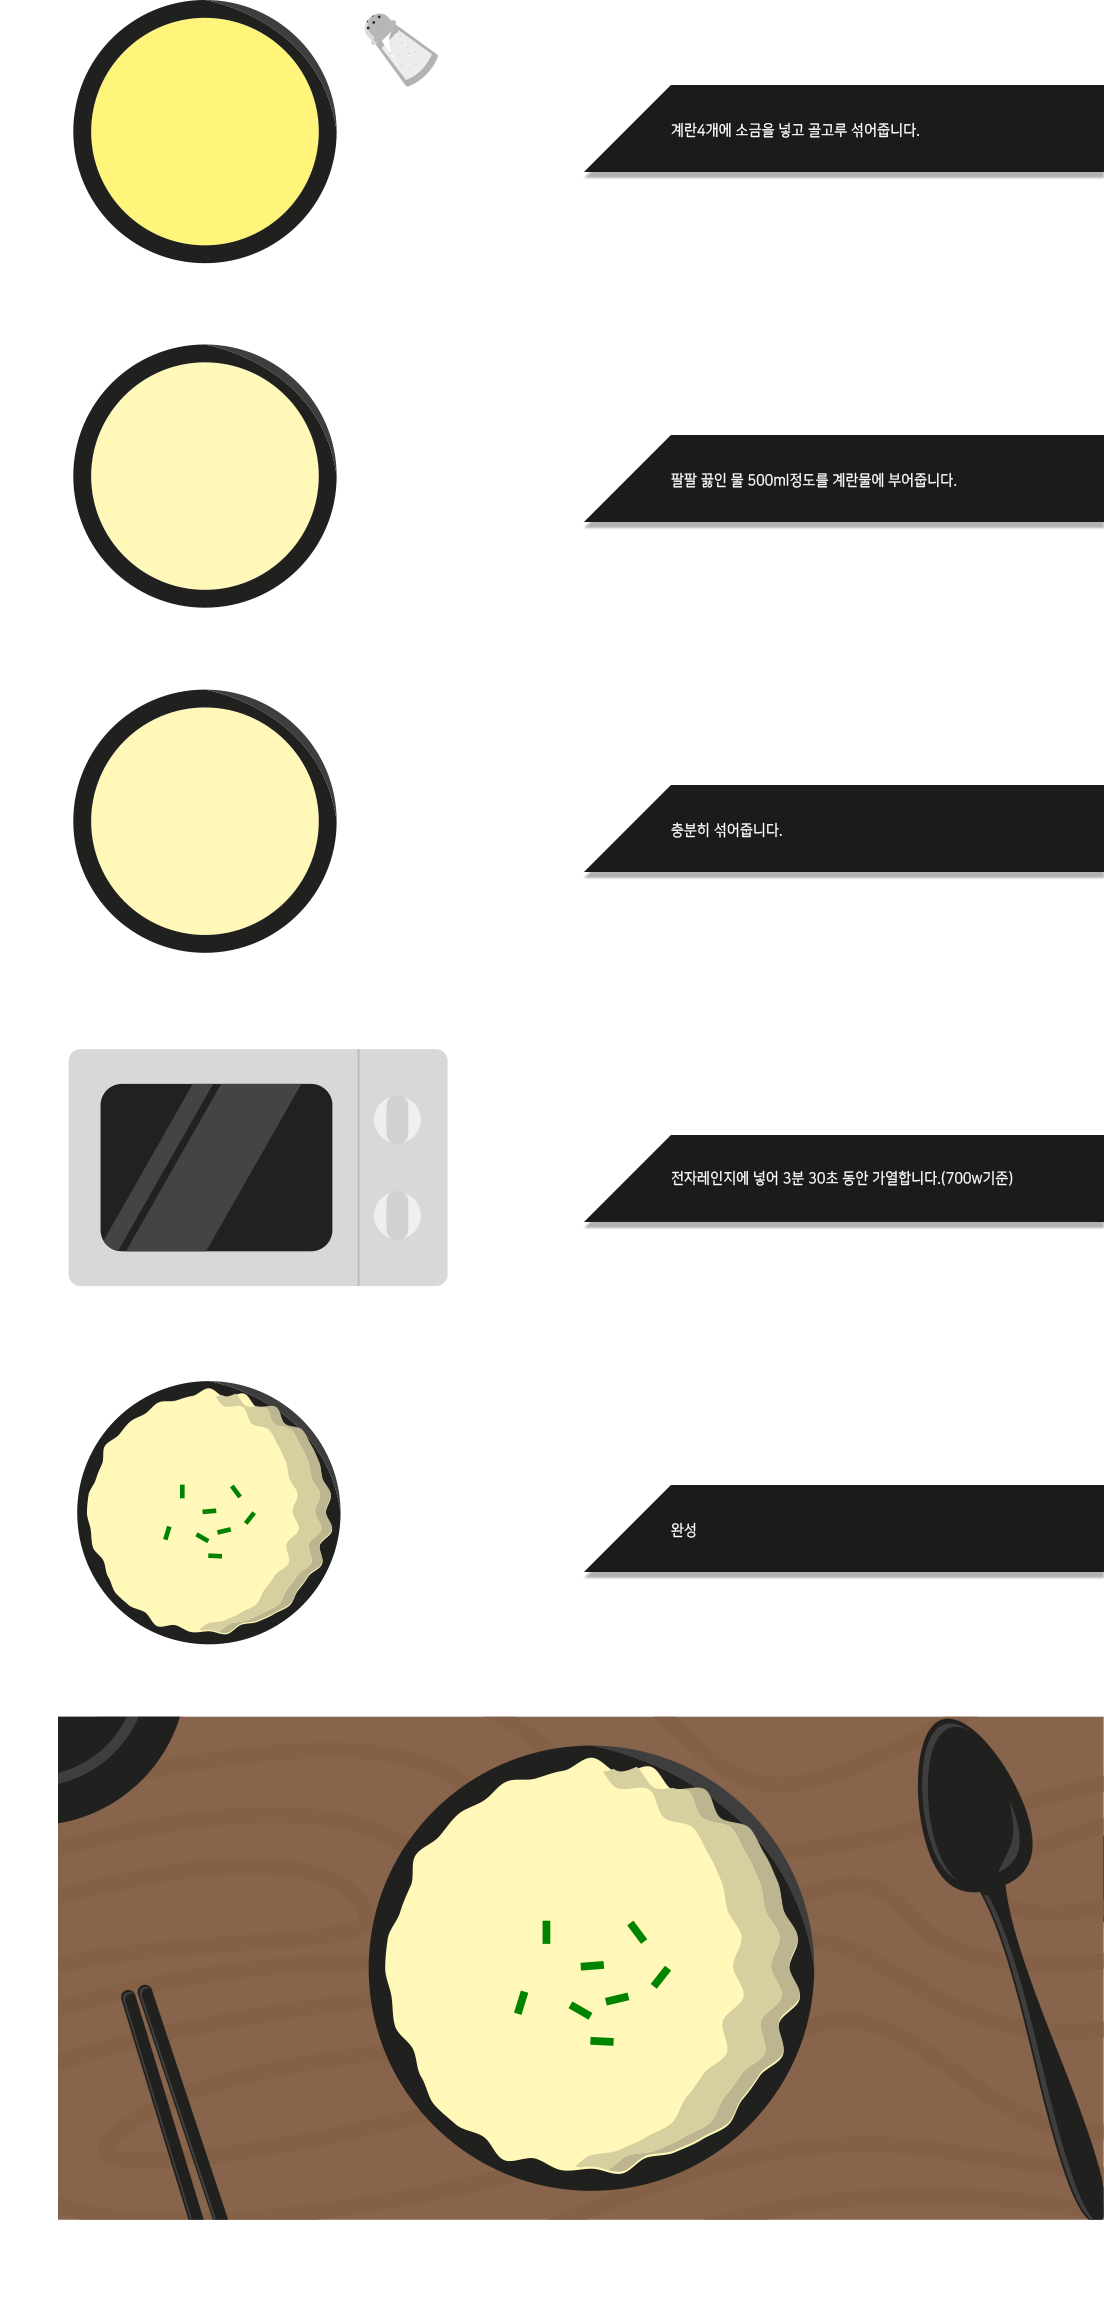 계란4개에 소금을 넣고 골고루 섞어줍니다.
팔팔 끓인 물 500ml정도를 계란물에 부어줍니다.
충분히 섞어줍니다.
전자레인지에 넣어 3분 30초 동안 가열합니다.(700w기준)
완성